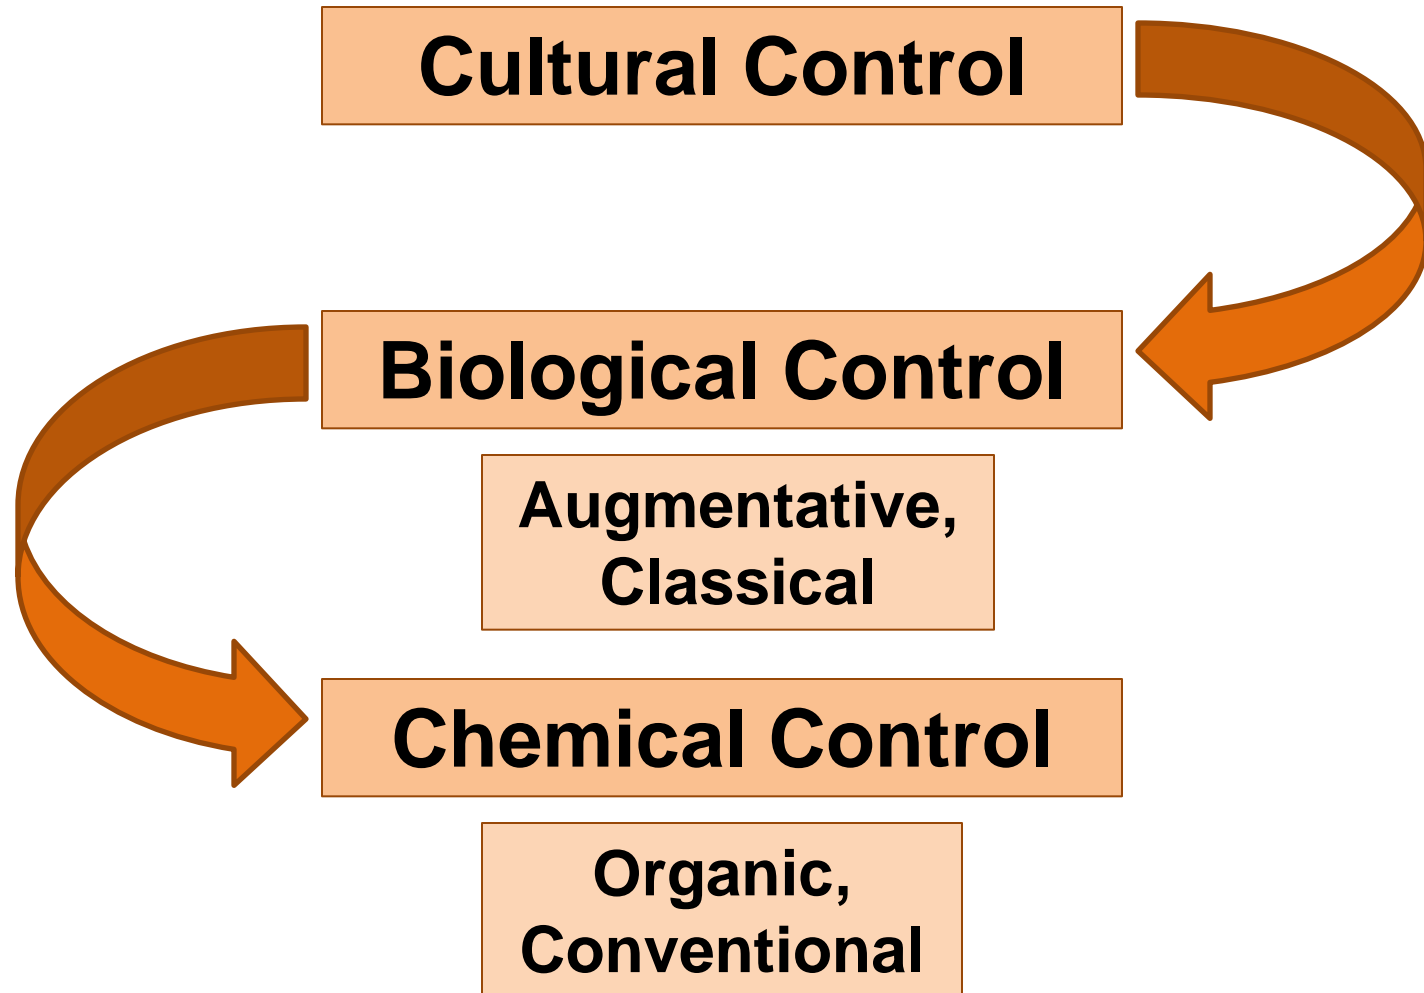 Cultural Control
Biological Control
Augmentative,
Classical
Chemical Control
Organic,
Conventional